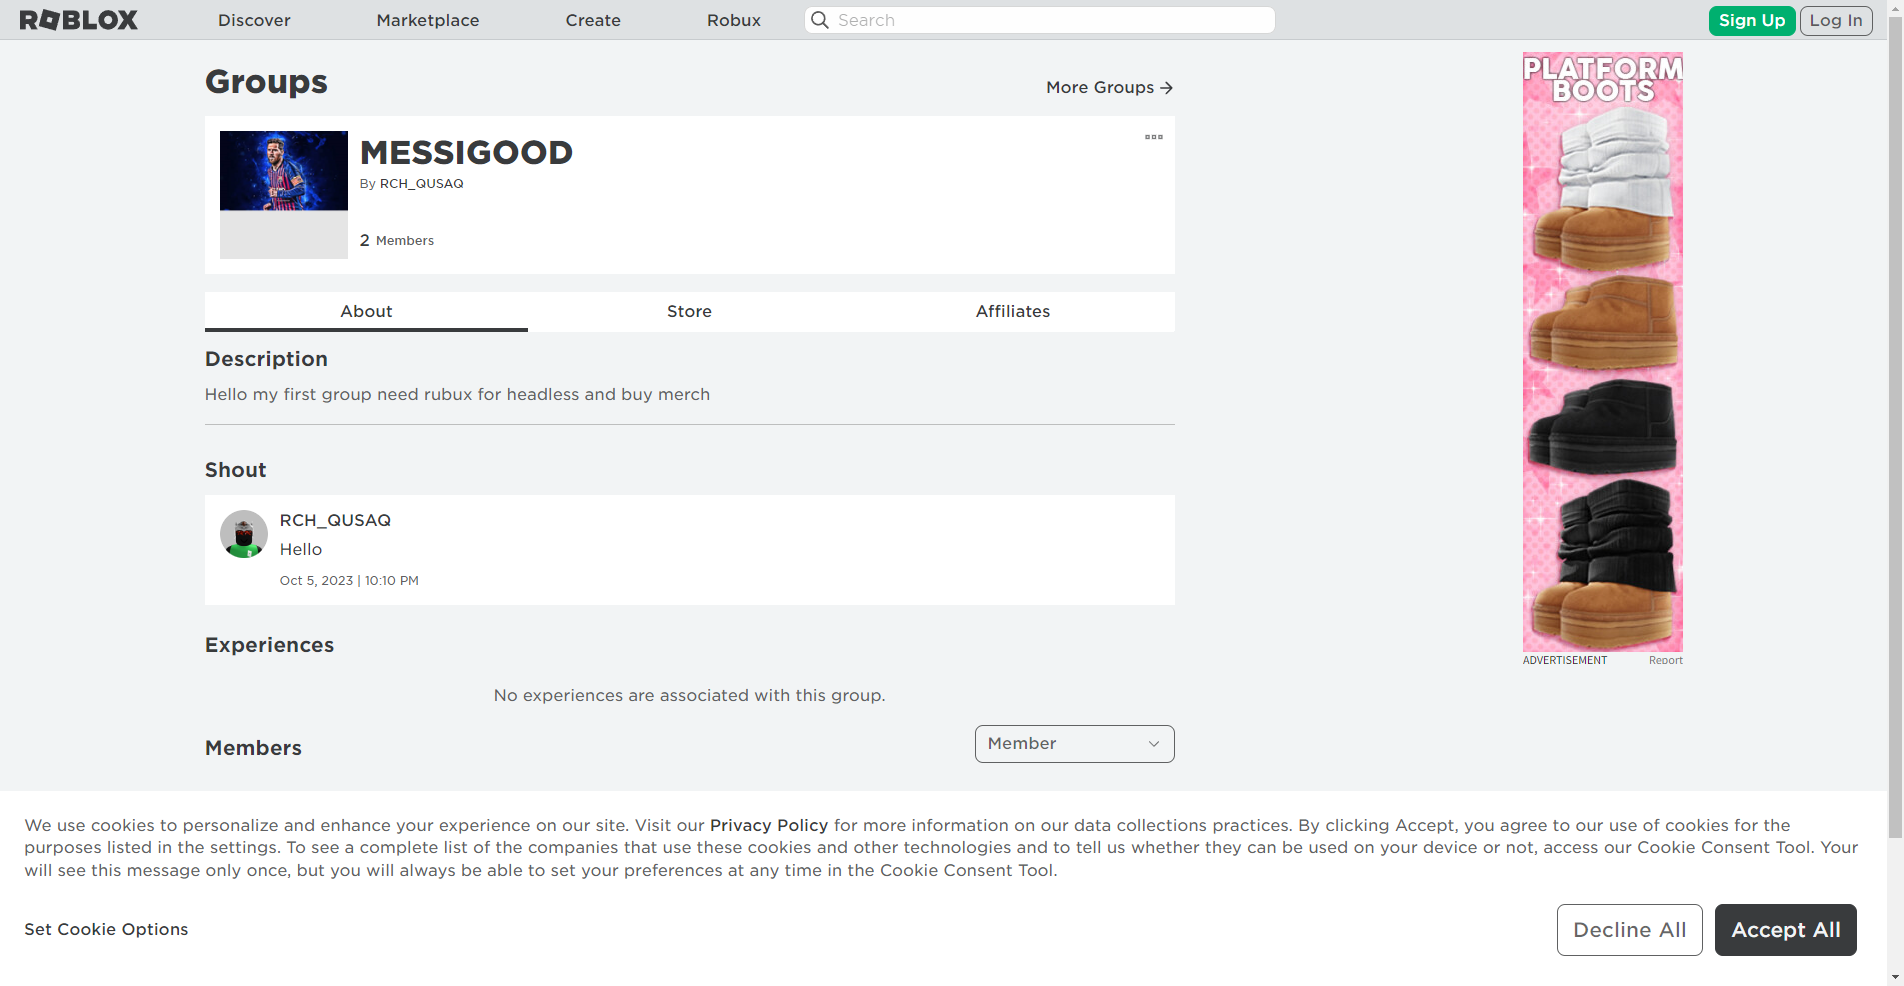 ROBLOX
Discover
Marketplace
Create
Robux
Search
Sign Up
Log In
Groups
More Groups →
MESSIGOOD
By RCH_QUSAQ
2 Members
About
Store
Affiliates
Description
Hello my first group need rubux for headless and buy merch
Shout
RCH_QUSAQ
Hello
Oct 5, 2023 | 10:10 PM
Experiences
No experiences are associated with this group.
Members
Member
PLATFORM
BOOTS
ADVERTISEMENT
Report
We use cookies to personalize and enhance your experience on our site. Visit our Privacy Policy for more information on our data collections practices. By clicking Accept, you agree to our use of cookies for the
purposes listed in the settings. To see a complete list of the companies that use these cookies and other technologies and to tell us whether they can be used on your device or not, access our Cookie Consent Tool. Your
will see this message only once, but you will always be able to set your preferences at any time in the Cookie Consent Tool.
Set Cookie Options
Decline All
Accept All